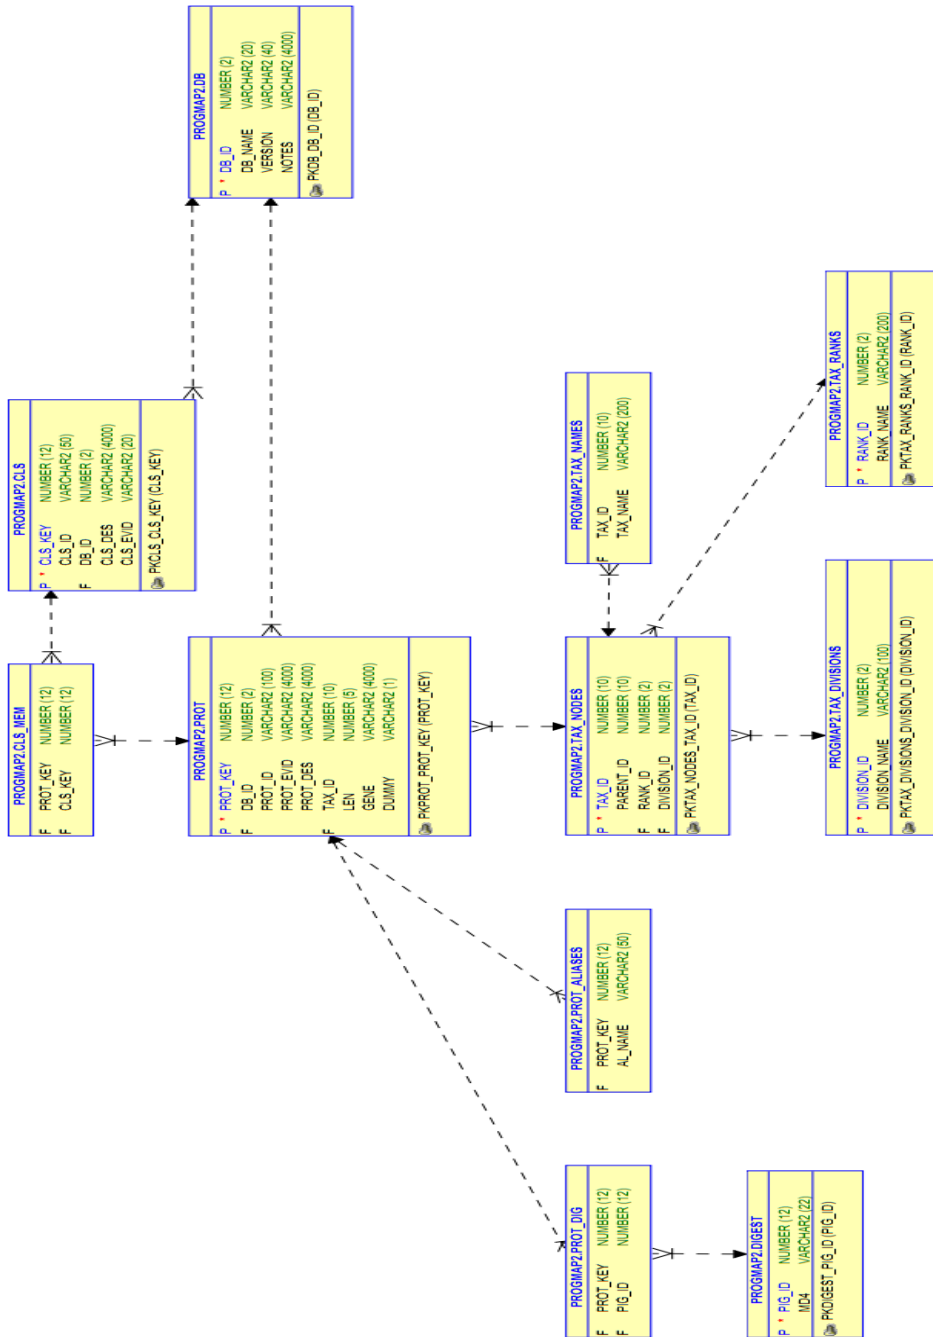 PROGMAP2.CLS_MEM
F PROT_KEY NUMBER (12)
F CLS_KEY NUMBER (12)
PROGMAP2.CLS
P * CLS_KEY NUMBER (12)
CLS_ID VARCHAR2 (50)
F DB_ID NUMBER (2)
CLS_DES VARCHAR2 (4000)
CLS_EVID VARCHAR2 (20)
PKCLS_CLS_KEY (CLS_KEY)
PROGMAP2.PROT
P * PROT_KEY NUMBER (12)
F DB_ID NUMBER (2)
PROT_ID VARCHAR2 (100)
PROT_EVID VARCHAR2 (4000)
PROT_DES VARCHAR2 (4000)
F TAX_ID NUMBER (10)
LEN NUMBER (5)
GENE VARCHAR2 (4000)
DUMMY VARCHAR2 (1)
PKPROT_PROT_KEY (PROT_KEY)
PROGMAP2.DB
P * DB_ID NUMBER (2)
DB_NAME VARCHAR2 (20)
VERSION VARCHAR2 (40)
NOTES VARCHAR2 (4000)
PKDB_DB_ID (DB_ID)
PROGMAP2.PROT_DIG
F PROT_KEY NUMBER (12)
F PIG_ID NUMBER (12)
PROGMAP2.PROT_ALIASES
F PROT_KEY NUMBER (12)
AL_NAME VARCHAR2 (50)
PROGMAP2.TAX_NODES
P * TAX_ID NUMBER (10)
PARENT_ID NUMBER (10)
F RANK_ID NUMBER (2)
F DIVISION_ID NUMBER (2)
PKTAX_NODES_TAX_ID (TAX_ID)
PROGMAP2.TAX_NAMES
F TAX_ID NUMBER (10)
TAX_NAME VARCHAR2 (200)
PROGMAP2.DIGEST
P * PIG_ID NUMBER (12)
MD4 VARCHAR2 (22)
PKDIGEST_PIG_ID (PIG_ID)
PROGMAP2.TAX_DIVISIONS
P * DIVISION_ID NUMBER (2)
DIVISION_NAME VARCHAR2 (100)
PKTAX_DIVISIONS_DIVISION_ID (DIVISION_ID)
PROGMAP2.TAX_RANKS
P * RANK_ID NUMBER (2)
RANK_NAME VARCHAR2 (200)
PKTAX_RANKS_RANK_ID (RANK_ID)